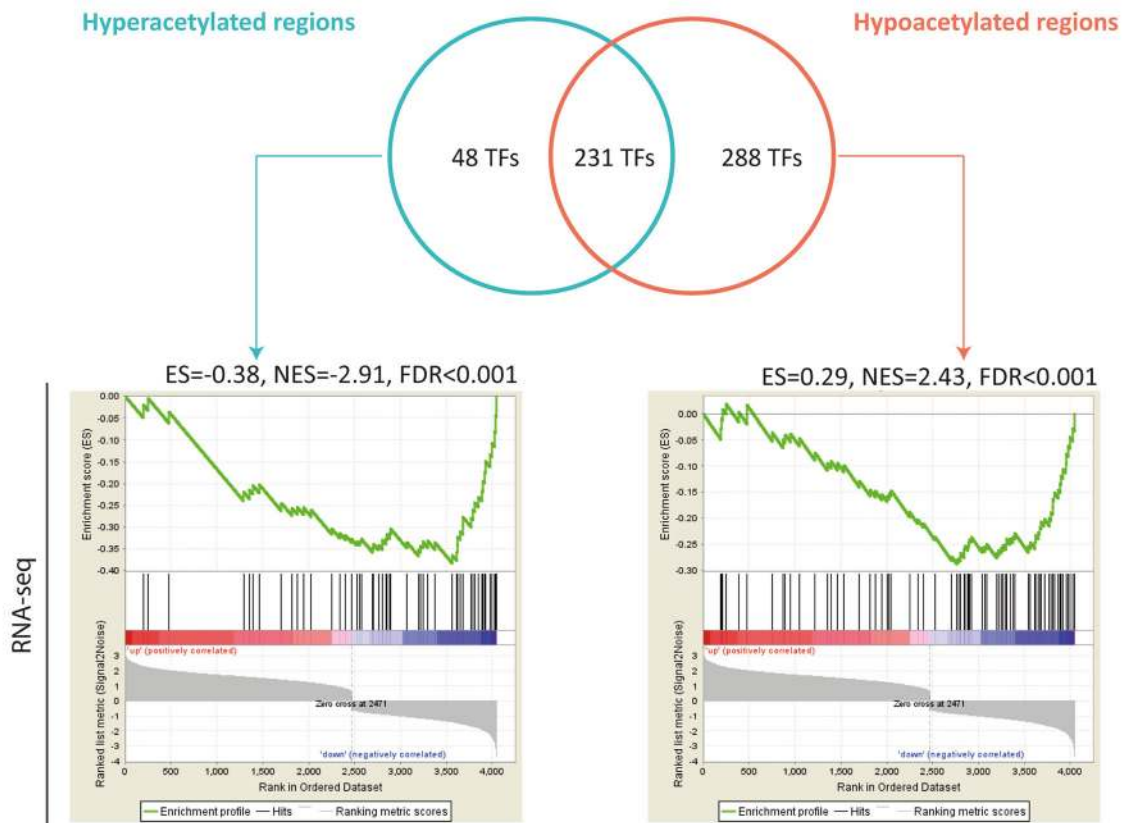 Hyperacetylated regions
Hypoacetylated regions
48 TFs
231 TFs
288 TFs
ES=-0.38, NES=-2.91, FDR<0.001
ES=0.29, NES=2.43, FDR<0.001
RNA-seq
Enrichment score (ES)
0.00
-0.05
-0.10
-0.15
-0.20
-0.25
-0.30
-0.35
-0.40
'up' (positively correlated)
Ranked list metric (Signal2Noise)
3
2
1
0
-1
-2
-3
-4
Zero cross at 2471
'down' (negatively correlated)
0 500 1,000 1,500 2,000 2,500 3,000 3,500 4,000
Rank in Ordered Dataset
Enrichment profile Hits Ranking metric scores
Enrichment score (ES)
0.00
-0.05
-0.10
-0.15
-0.20
-0.25
-0.30
'up' (positively correlated)
Ranked list metric (Signal2Noise)
3
2
1
0
-1
-2
-3
-4
Zero cross at 2471
'down' (negatively correlated)
0 500 1,000 1,500 2,000 2,500 3,000 3,500 4,000
Rank in Ordered Dataset
Enrichment profile Hits Ranking metric scores